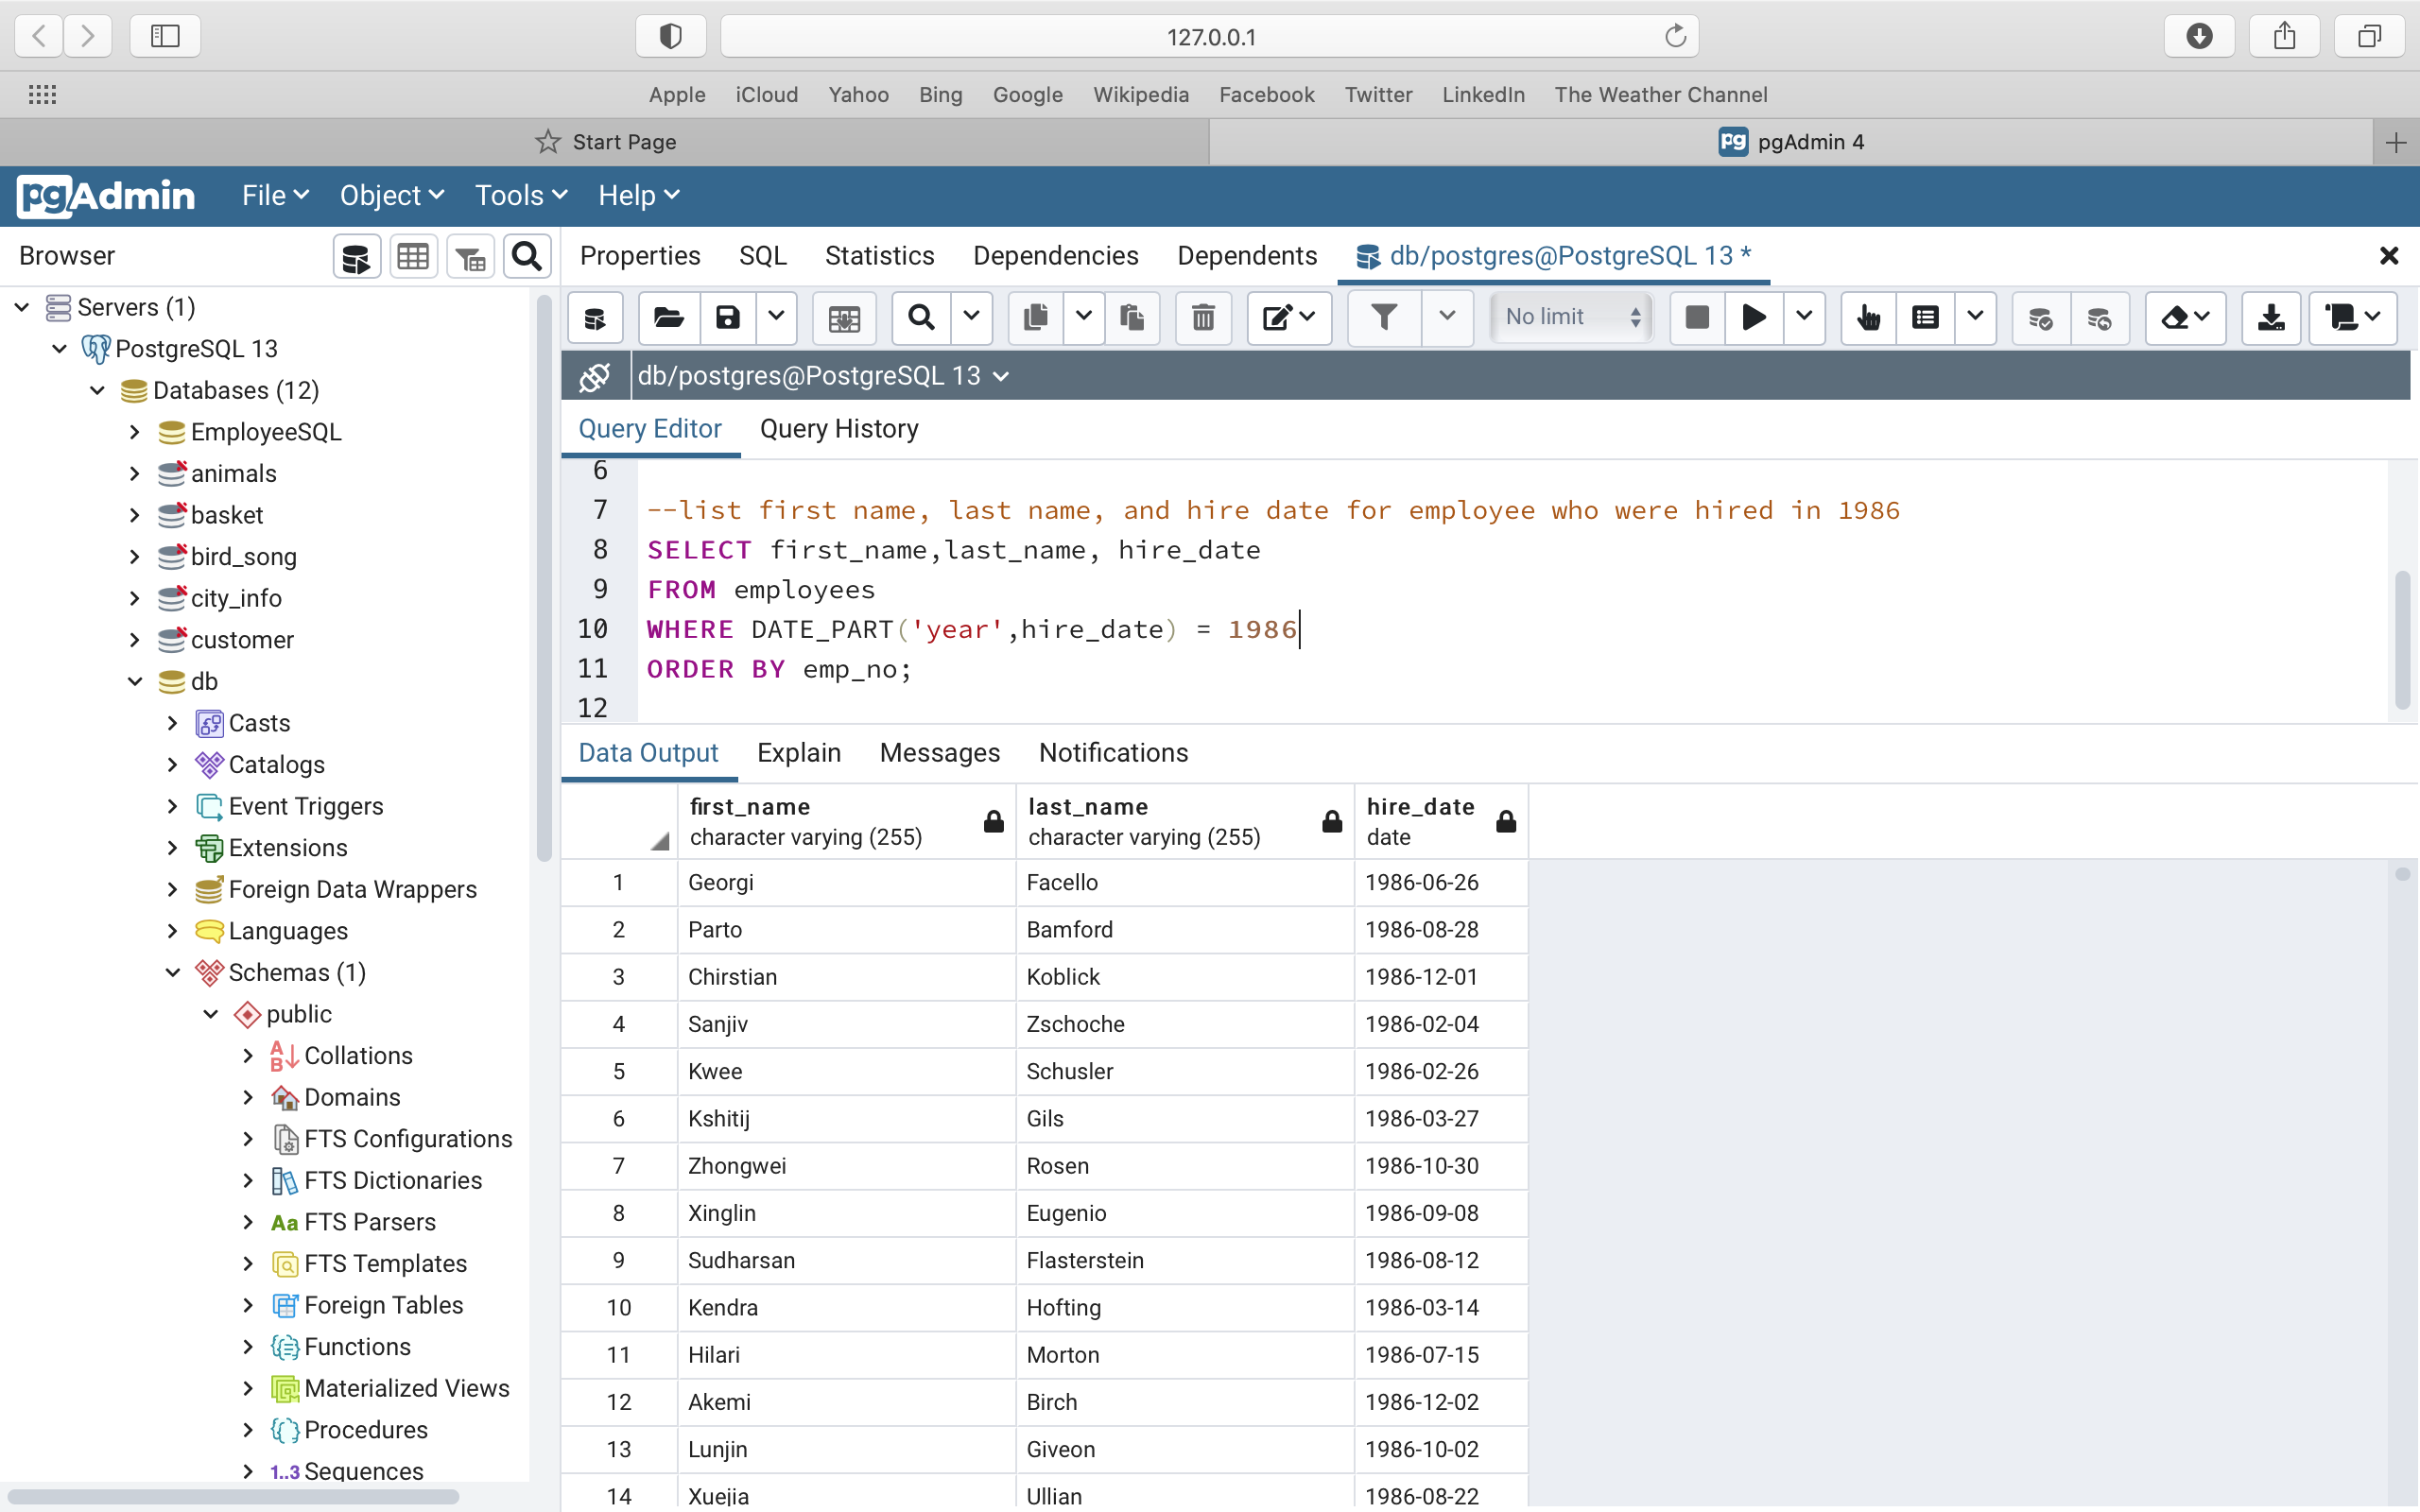 127.0.0.1
Apple iCloud Yahoo Bing Google Wikipedia Facebook Twitter LinkedIn The Weather Channel
Start Page
pgAdmin 4
pgAdmin File Object Tools Help
Browser
Servers (1)
PostgreSQL 13
Databases (12)
EmployeeSQL
animals
basket
bird_song
city_info
customer
db
Casts
Catalogs
Event Triggers
Extensions
Foreign Data Wrappers
Languages
Schemas (1)
public
Collations
Domains
FTS Configurations
FTS Dictionaries
Aa FTS Parsers
FTS Templates
Foreign Tables
Functions
Materialized Views
Procedures
1..3 Sequences
Properties SQL Statistics Dependencies Dependents db/postgres@PostgreSQL 13 *
No limit
db/postgres@PostgreSQL 13
Query Editor Query History
6
7 --list first name, last name, and hire date for employee who were hired in 1986
8 SELECT first_name,last_name, hire_date
9 FROM employees
10 WHERE DATE_PART('year',hire_date) = 1986
11 ORDER BY emp_no;
12
Data Output Explain Messages Notifications
first_name last_name hire_date
character varying (255) character varying (255) date
1 Georgi Facello 1986-06-26
2 Parto Bamford 1986-08-28
3 Chirstian Koblick 1986-12-01
4 Sanjiv Zschoche 1986-02-04
5 Kwee Schusler 1986-02-26
6 Kshitij Gils 1986-03-27
7 Zhongwei Rosen 1986-10-30
8 Xinglin Eugenio 1986-09-08
9 Sudharsan Flasterstein 1986-08-12
10 Kendra Hofting 1986-03-14
11 Hilari Morton 1986-07-15
12 Akemi Birch 1986-12-02
13 Lunjin Giveon 1986-10-02
14 Xuejia Ullian 1986-08-22